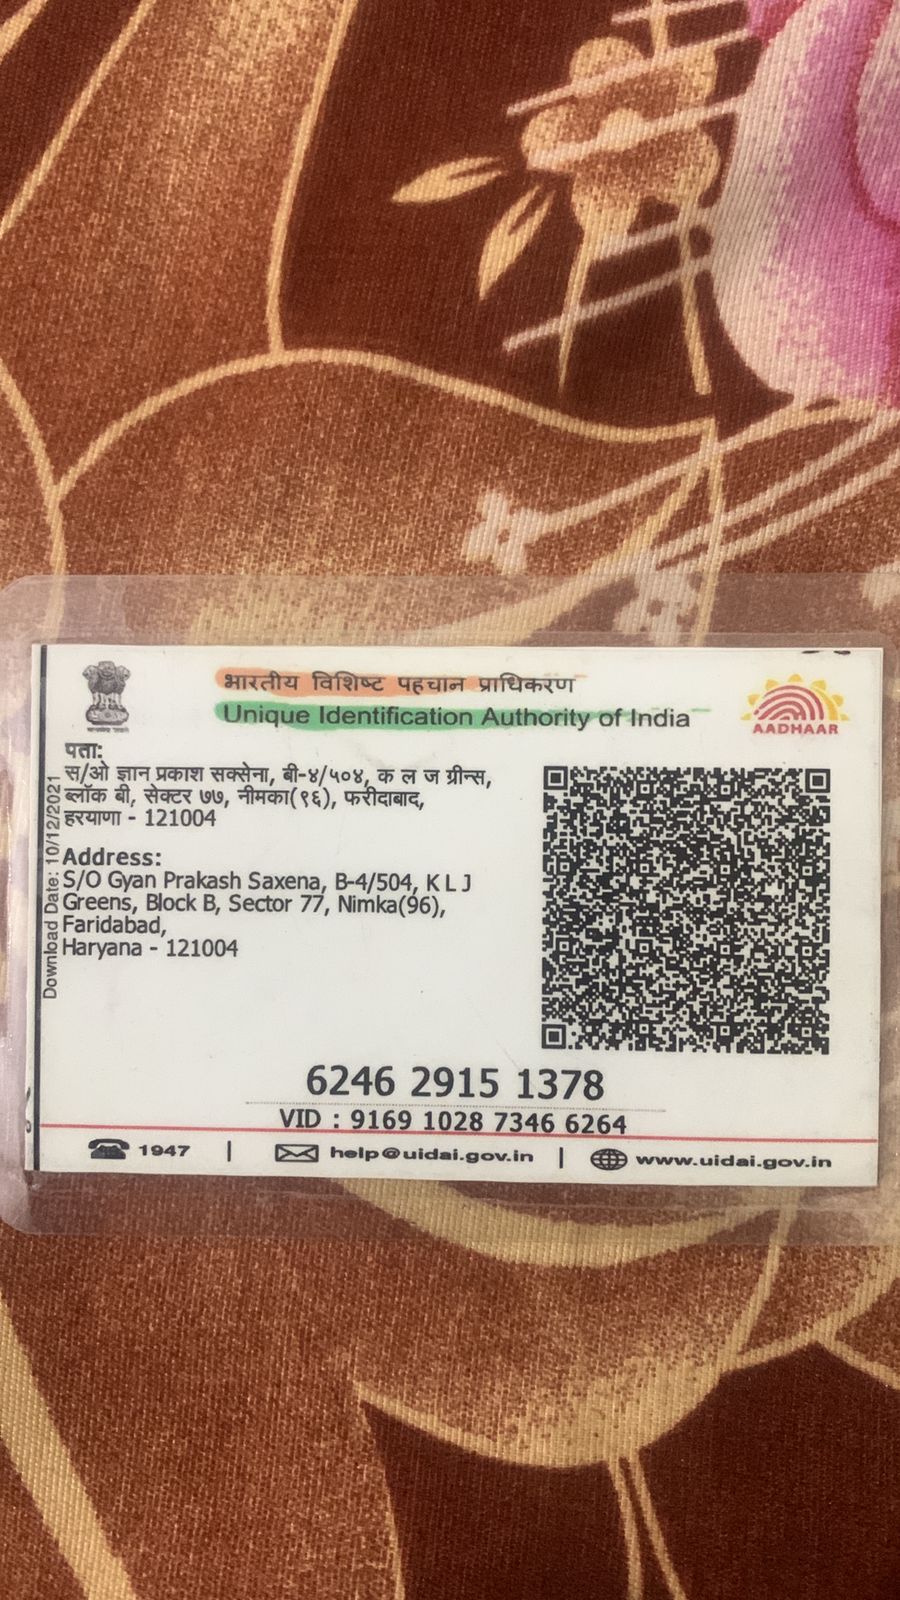 भारतीय विशिष्ट पहचान प्राधिकरण
Unique Identification Authority of India
AADHAAR
पता:
स/ओ ज्ञान प्रकाश सक्सेना, बी-४/५०४, क ल ज ग्रीन्स,
ब्लॉक बी, सेक्टर ७७, नीमका(९६), फरीदाबाद,
हरयाणा - 121004
Address:
S/O Gyan Prakash Saxena, B-4/504, K L J
Greens, Block B, Sector 77, Nimka(96),
Faridabad,
Haryana - 121004
Download Date: 10/12/2021
6246 2915 1378
VID : 9169 1028 7346 6264
1947 | help@uidai.gov.in | www.uidai.gov.in